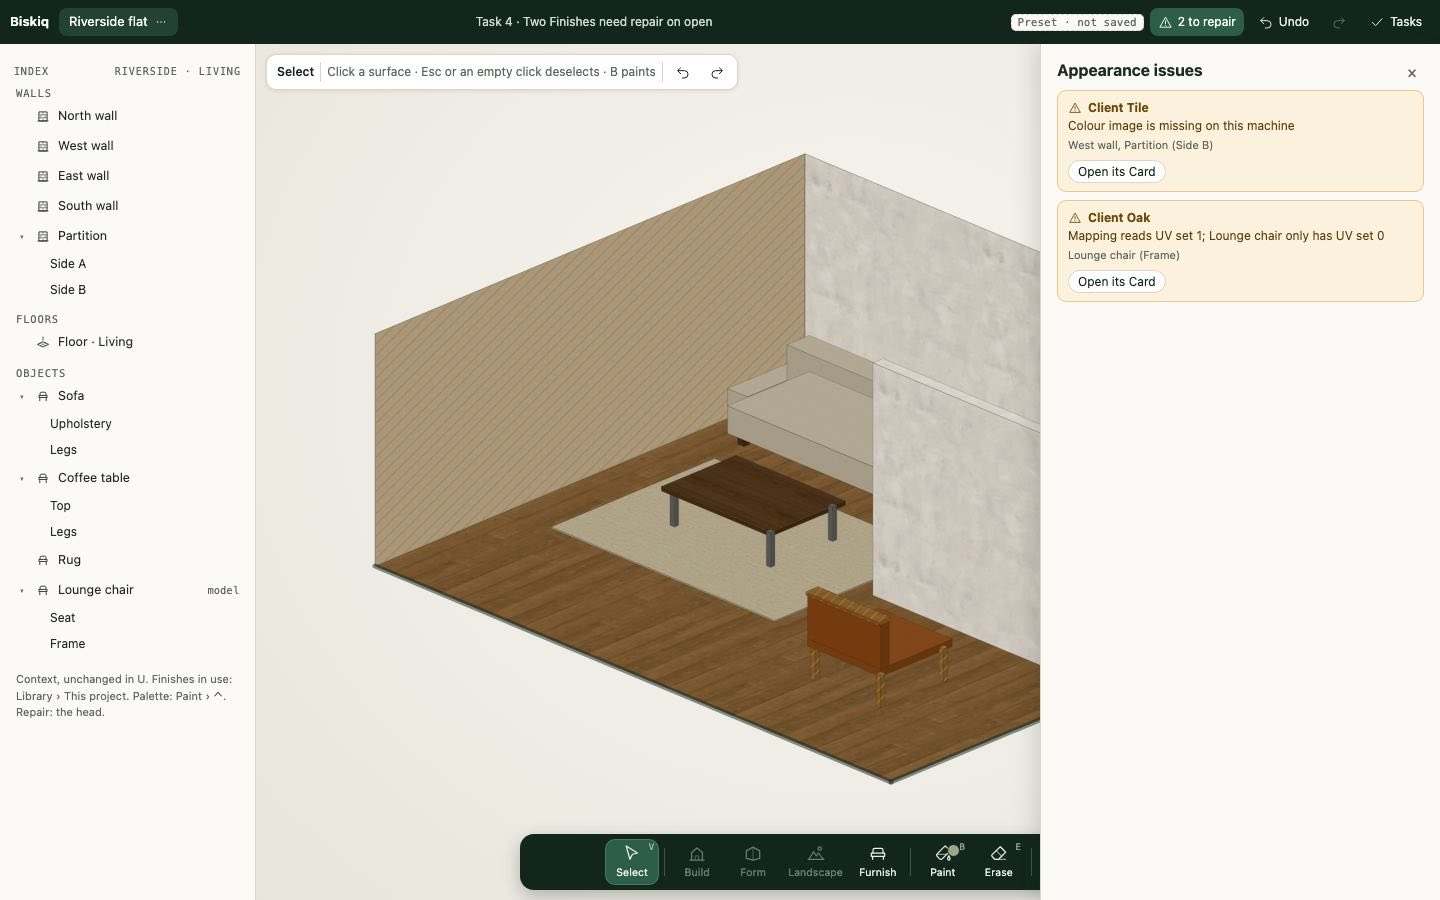 Biskiq
Riverside flat ···
Task 4 · Two Finishes need repair on open
Preset · not saved
2 to repair
Undo
Tasks
INDEX
RIVERSIDE · LIVING
WALLS
North wall
West wall
East wall
South wall
Partition
Side A
Side B
FLOORS
Floor · Living
OBJECTS
Sofa
Upholstery
Legs
Coffee table
Top
Legs
Rug
Lounge chair model
Seat
Frame
Context, unchanged in U. Finishes in use:
Library › This project. Palette: Paint › ^.
Repair: the head.
Select Click a surface · Esc or an empty click deselects · B paints
Select V
Build
Form
Landscape
Furnish
Paint B
Erase E
Appearance issues ×
Client Tile
Colour image is missing on this machine
West wall, Partition (Side B)
Open its Card
Client Oak
Mapping reads UV set 1; Lounge chair only has UV set 0
Lounge chair (Frame)
Open its Card